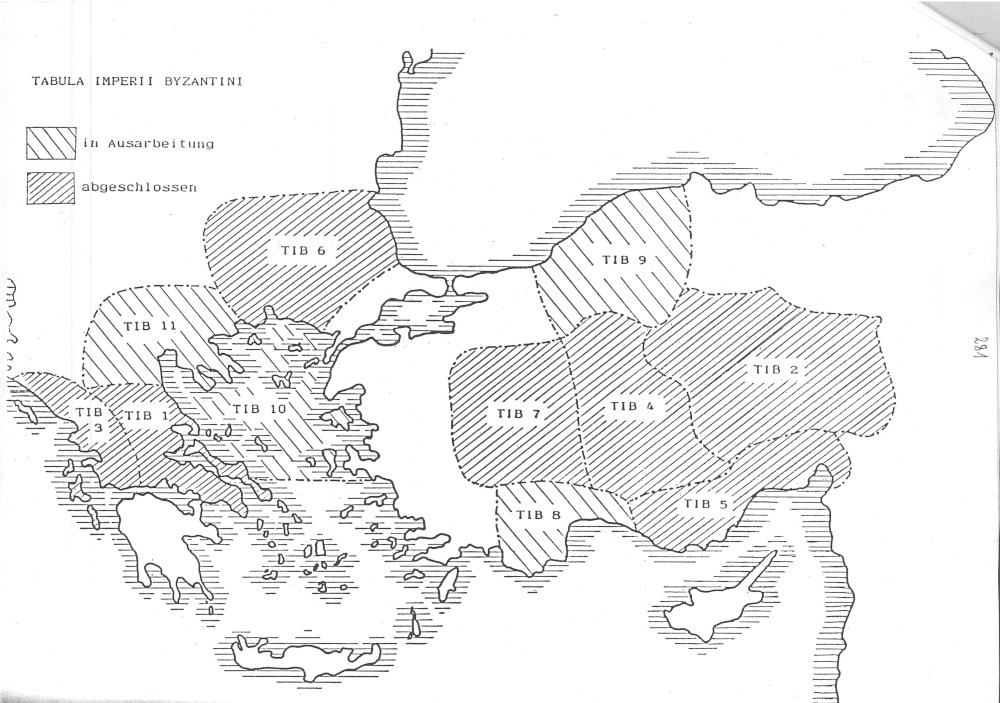 TABULA IMPERII BYZANTINI
in Ausarbeitung
abgeschlossen
TIB 6
TIB 9
TIB 11
TIB 2
TIB 3
TIB 1
TIB 10
TIB 7
TIB 4
TIB 5
TIB 8
281